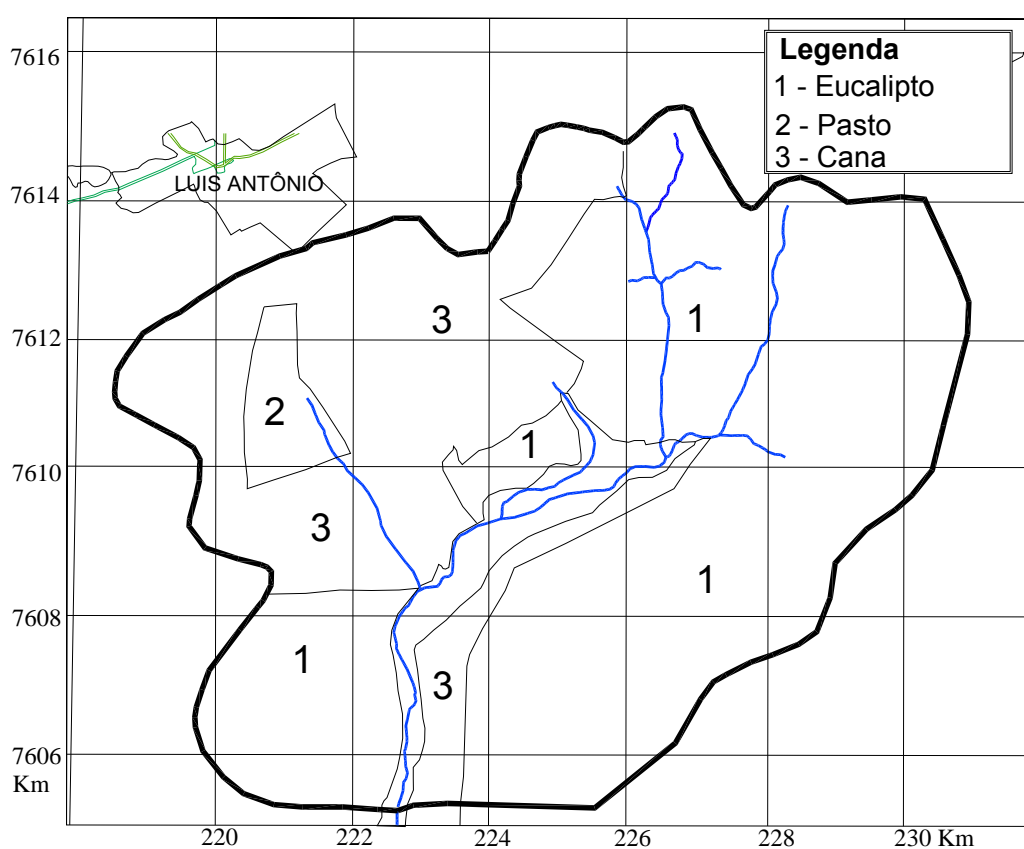 7616
Legenda
1 - Eucalipto
2 - Pasto
3 - Cana
LUIS ANTÔNIO
7614
3
1
7612
2
1
7610
3
1
7608
1
3
7606
Km
220
222
224
226
228
230 Km